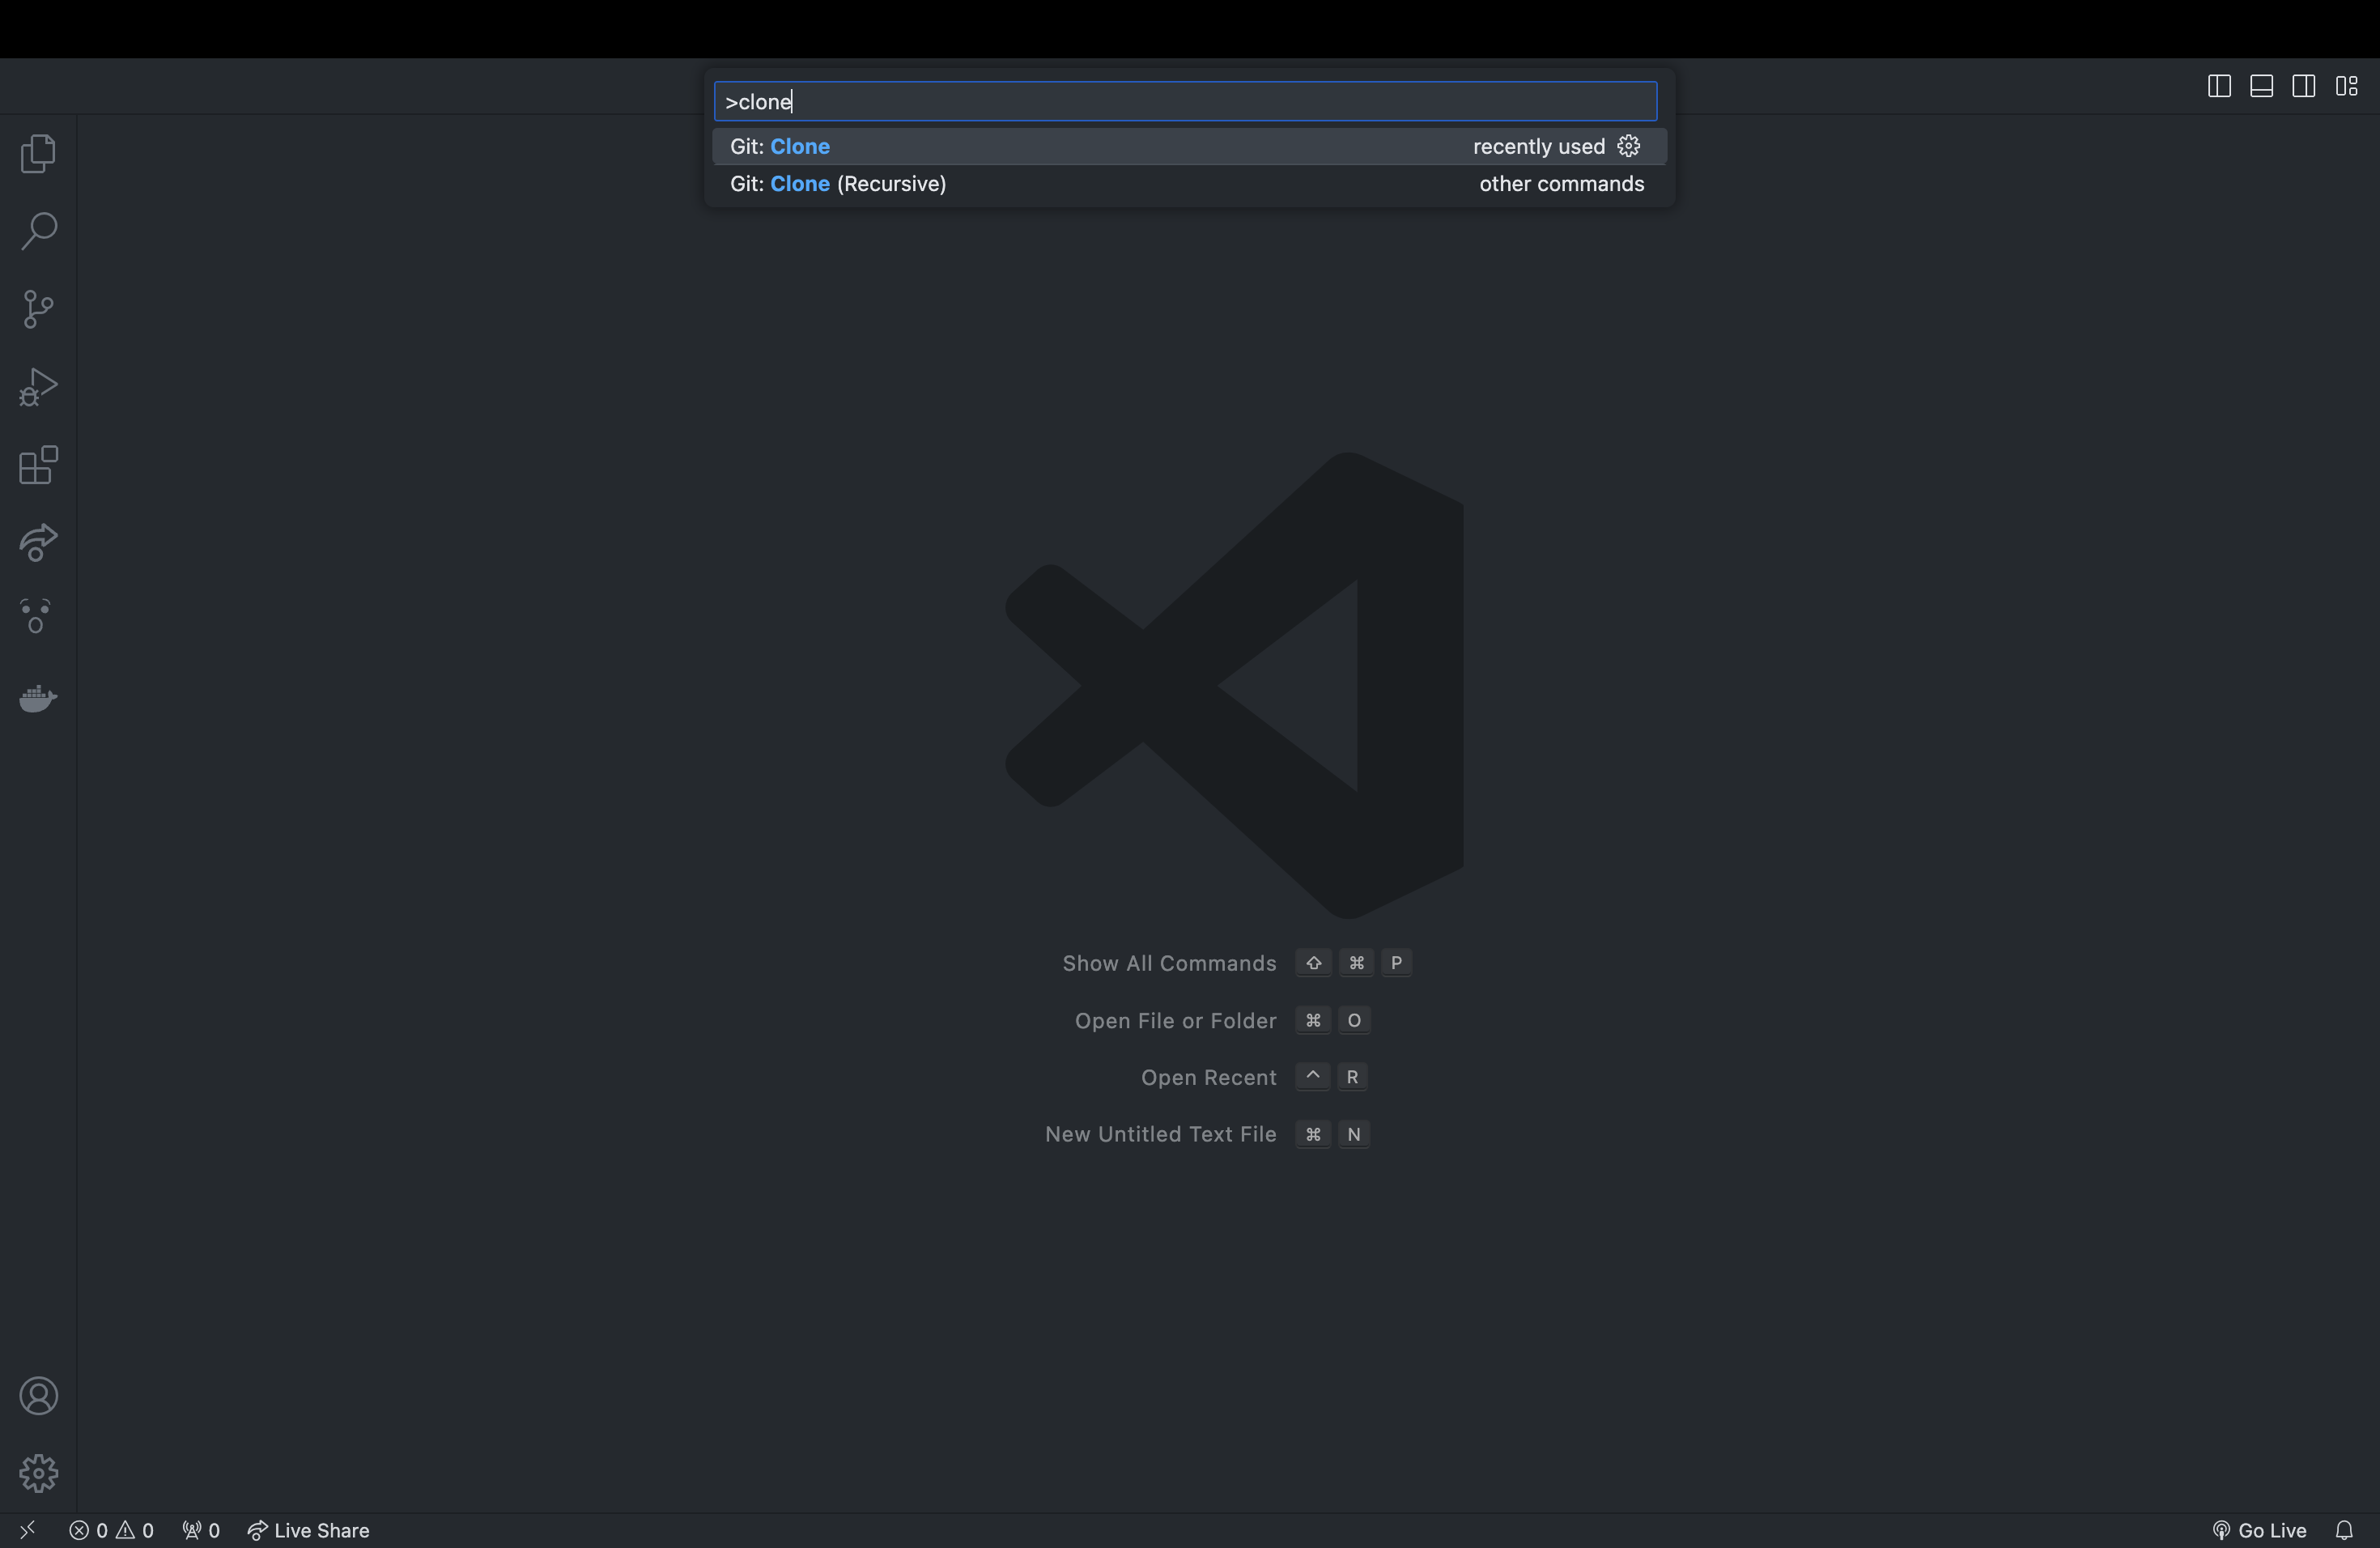 >clone
Git: Clone recently used
Git: Clone (Recursive) other commands
Show All Commands ⇧ ⌘ P
Open File or Folder ⌘ O
Open Recent ^ R
New Untitled Text File ⌘ N
0 0 0 Live Share Go Live